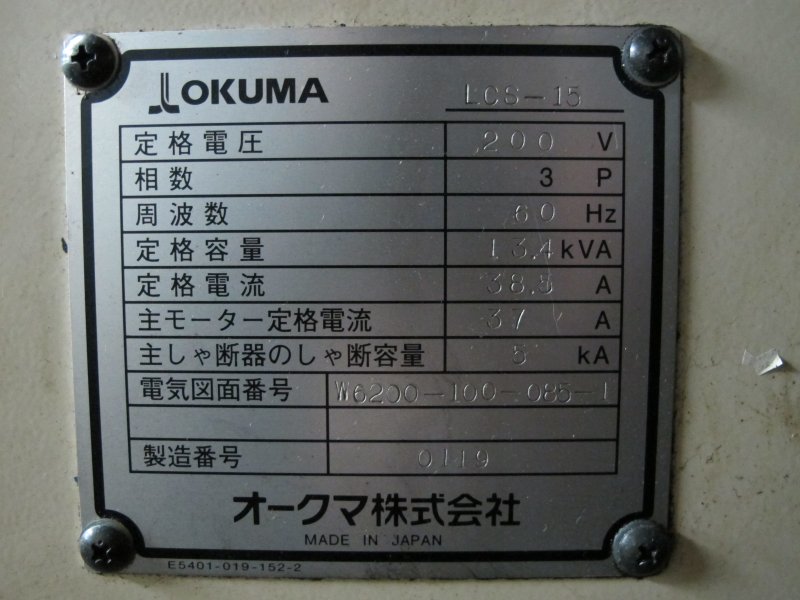 OKUMA LCS-15
定格電圧 200 V
相数 3 P
周波数 60 Hz
定格容量 13.4 kVA
定格電流 38.8 A
主モーター定格電流 37 A
主しゃ断器のしゃ断容量 5 kA
電気図面番号 W6200-100-085-1
製造番号 0119
オークマ株式会社
MADE IN JAPAN
E5401-019-152-2